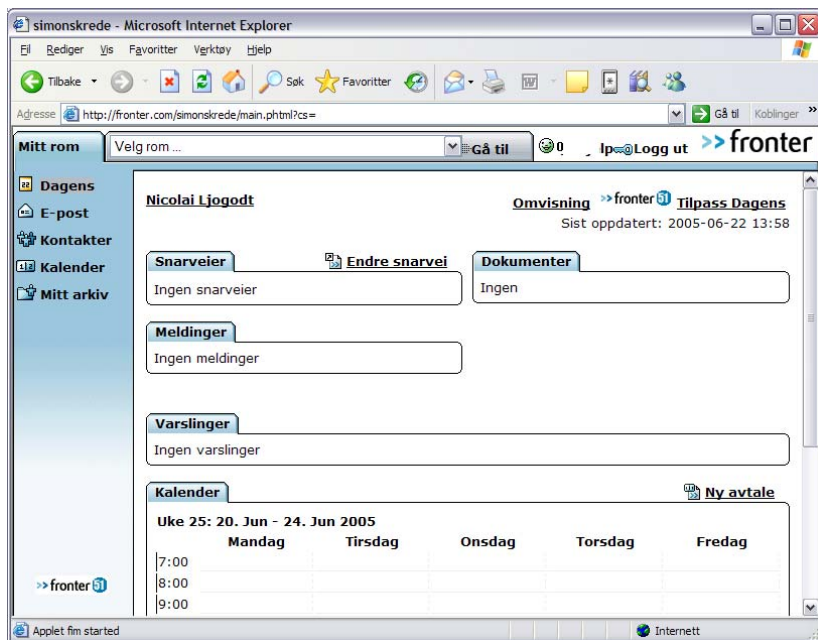 simonskrede - Microsoft Internet Explorer
Fil Rediger Vis Favoritter Verktøy Hjelp
Tilbake Søk Favoritter
Adresse http://fronter.com/simonskrede/main.phtml?cs= Gå til Koblinger »
Mitt rom Velg rom ... Gå til 0 lp Logg ut >> fronter
Dagens
E-post
Kontakter
Kalender
Mitt arkiv
>> fronter 51
Nicolai Ljogodt Omvisning >> fronter 51 Tilpass Dagens
Sist oppdatert: 2005-06-22 13:58
Snarveier Endre snarvei Dokumenter
Ingen snarveier Ingen
Meldinger
Ingen meldinger
Varslinger
Ingen varslinger
Kalender Ny avtale
Uke 25: 20. Jun - 24. Jun 2005
Mandag Tirsdag Onsdag Torsdag Fredag
7:00
8:00
9:00
Applet fim started Internett